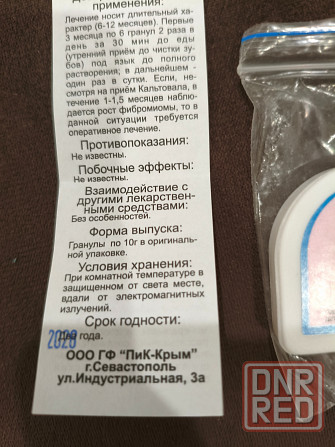 применения:
Лечение носит длительный ха-
рактер (6-12 месяцев). Первые
3 месяца по 6 гранул 2 раза в
день за 30 мин до еды
(утренний приём до чистки зу-
бов) под язык до полного
растворения; в дальнейшем -
один раз в сутки. Если, не-
смотря на приём Кальтовала, в
течение 1-1,5 месяцев наблю-
дается рост фибромиомы, то в
данной ситуации требуется
оперативное лечение.
Противопоказания:
Не известны.
Побочные эффекты:
Не известны.
Взаимодействие с
другими лекарствен-
ными средствами:
Без особенностей.
Форма выпуска:
Гранулы по 10г в оригиналь-
ной упаковке.
Условия хранения:
При комнатной температуре в
защищенном от света месте,
вдали от электромагнитных
излучений.
Срок годности:
Два года.
2020
ООО ГФ "ПиК-Крым"
г.Севастополь
ул.Индустриальная, 3а
DNR
RED